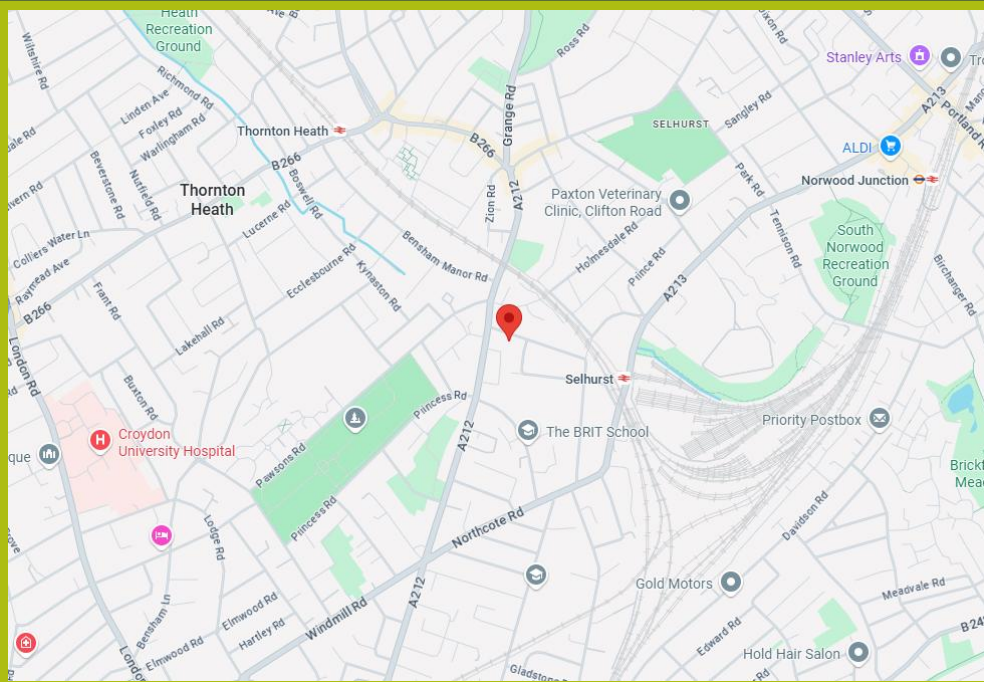 Heath
Recreation
Ground
Ross Rd
Stanley Arts
Wiltshire Rd
Richmond Rd
Linden Ave
Foxley Rd
Warlingham Rd
Thornton Heath
B266
B266
Grange Rd
SELHURST
Sangley Rd
A213
Portland Rd
ALDI
Norwood Junction
Beverstone Rd
Nutfield Rd
Thornton
Heath
Boswell Rd
Lucerne Rd
Zion Rd
A212
Paxton Veterinary
Clinic, Clifton Road
Park Rd
Tennison Rd
South
Norwood
Recreation
Ground
Colliers Water Ln
Raymead Ave
B266
Frant Rd
Ecclesbourne Rd
Kynaston Rd
Bensham Manor Rd
Holmesdale Rd
Prince Rd
A213
Birchanger Rd
Lakehall Rd
London Rd
Buxton Rd
Selhurst
Princess Rd
A212
The BRIT School
Priority Postbox
Croydon
University Hospital
que
Pawsons Rd
Princess Rd
Lodge Rd
Northcote Rd
Davidson Rd
Gold Motors
Meadvale Rd
A212
Windmill Rd
Bensham Ln
Elmwood Rd
Hartley Rd
Elmwood Rd
Edward Rd
Hold Hair Salon
Gladstone